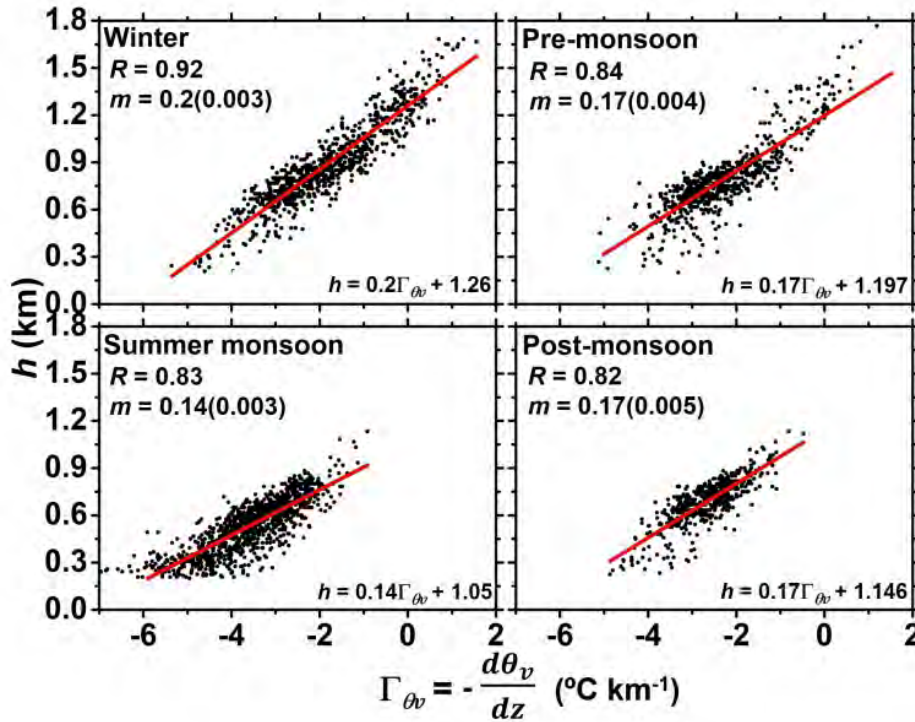 h (km)
1.8
1.5
1.2
0.9
0.6
0.3
0.0
Winter
R = 0.92
m = 0.2(0.003)
h = 0.2Γθv + 1.26
Pre-monsoon
R = 0.84
m = 0.17(0.004)
h = 0.17Γθv + 1.197
1.8
1.5
1.2
0.9
0.6
0.3
0.0
Summer monsoon
R = 0.83
m = 0.14(0.003)
h = 0.14Γθv + 1.05
Post-monsoon
R = 0.82
m = 0.17(0.005)
h = 0.17Γθv + 1.146
-6 -4 -2 0 2 -6 -4 -2 0 2
Γθv = - dθv/dz (ºC km-1)